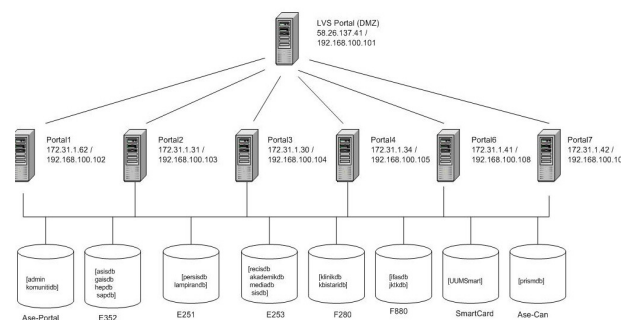 LVS Portal (DMZ)
58.26.137.41 /
192.168.100.101
Portal1
172.31.1.62 /
192.168.100.102
Portal2
172.31.1.31 /
192.168.100.103
Portal3
172.31.1.30 /
192.168.100.104
Portal4
172.31.1.34 /
192.168.100.105
Portal6
172.31.1.41 /
192.168.100.108
Portal7
172.31.1.42 /
192.168.100.10
[admin
komunitidb]
[asisdb
gaisdb
hepdb
sapdb]
[persisdb
lampirandb]
[recisdb
akademikdb
mediadb
sisdb]
[klinikdb
kbistaridb]
[ifasdb
jktkdb]
[UUMSmart]
[prismdb]
Ase-Portal
E352
E251
E253
F280
F880
SmartCard
Ase-Can